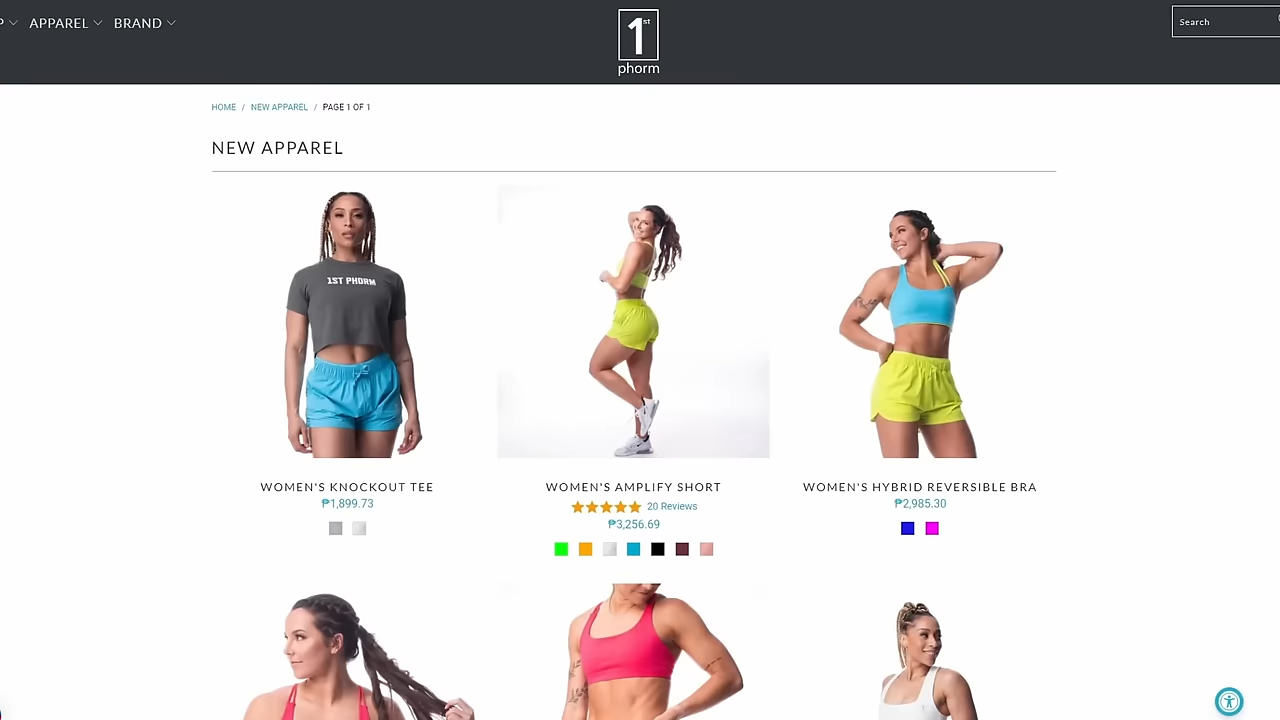 APPAREL BRAND
1st
phorm
Search
HOME / NEW APPAREL / PAGE 1 OF 1
NEW APPAREL
1ST PHORM
WOMEN'S KNOCKOUT TEE
₱1,899.73
WOMEN'S AMPLIFY SHORT
20 Reviews
₱3,256.69
WOMEN'S HYBRID REVERSIBLE BRA
₱2,985.30